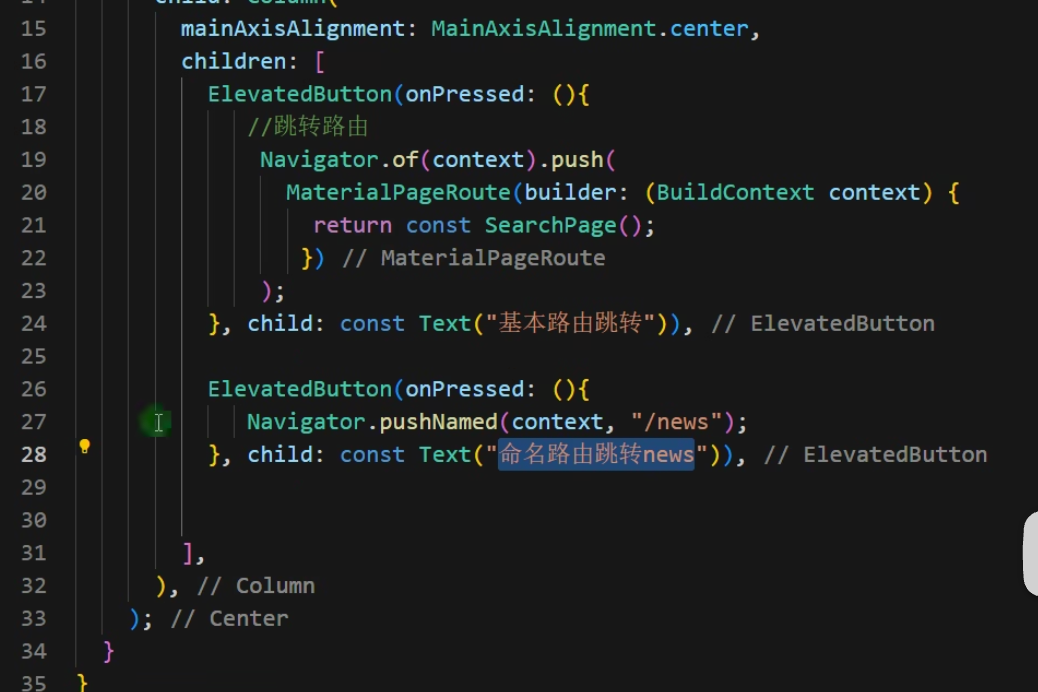 14 child: Column(
15 mainAxisAlignment: MainAxisAlignment.center,
16 children: [
17 ElevatedButton(onPressed: (){
18 //跳转路由
19 Navigator.of(context).push(
20 MaterialPageRoute(builder: (BuildContext context) {
21 return const SearchPage();
22 }) // MaterialPageRoute
23 );
24 }, child: const Text("基本路由跳转")), // ElevatedButton
25
26 ElevatedButton(onPressed: (){
27 Navigator.pushNamed(context, "/news");
28 }, child: const Text("命名路由跳转news")), // ElevatedButton
29
30
31 ],
32 ), // Column
33 ); // Center
34 }
35 }